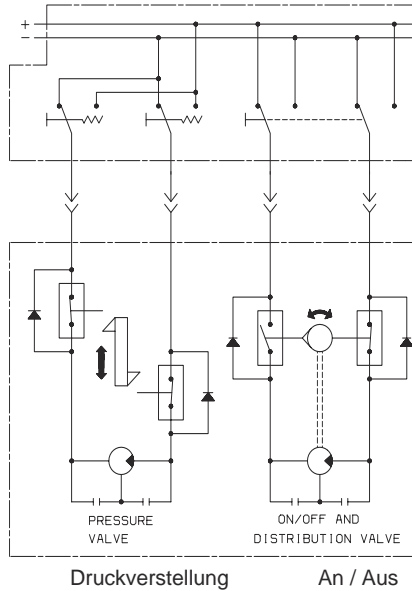 +
−
PRESSURE
VALVE
ON/OFF AND
DISTRIBUTION VALVE
Druckverstellung
An / Aus